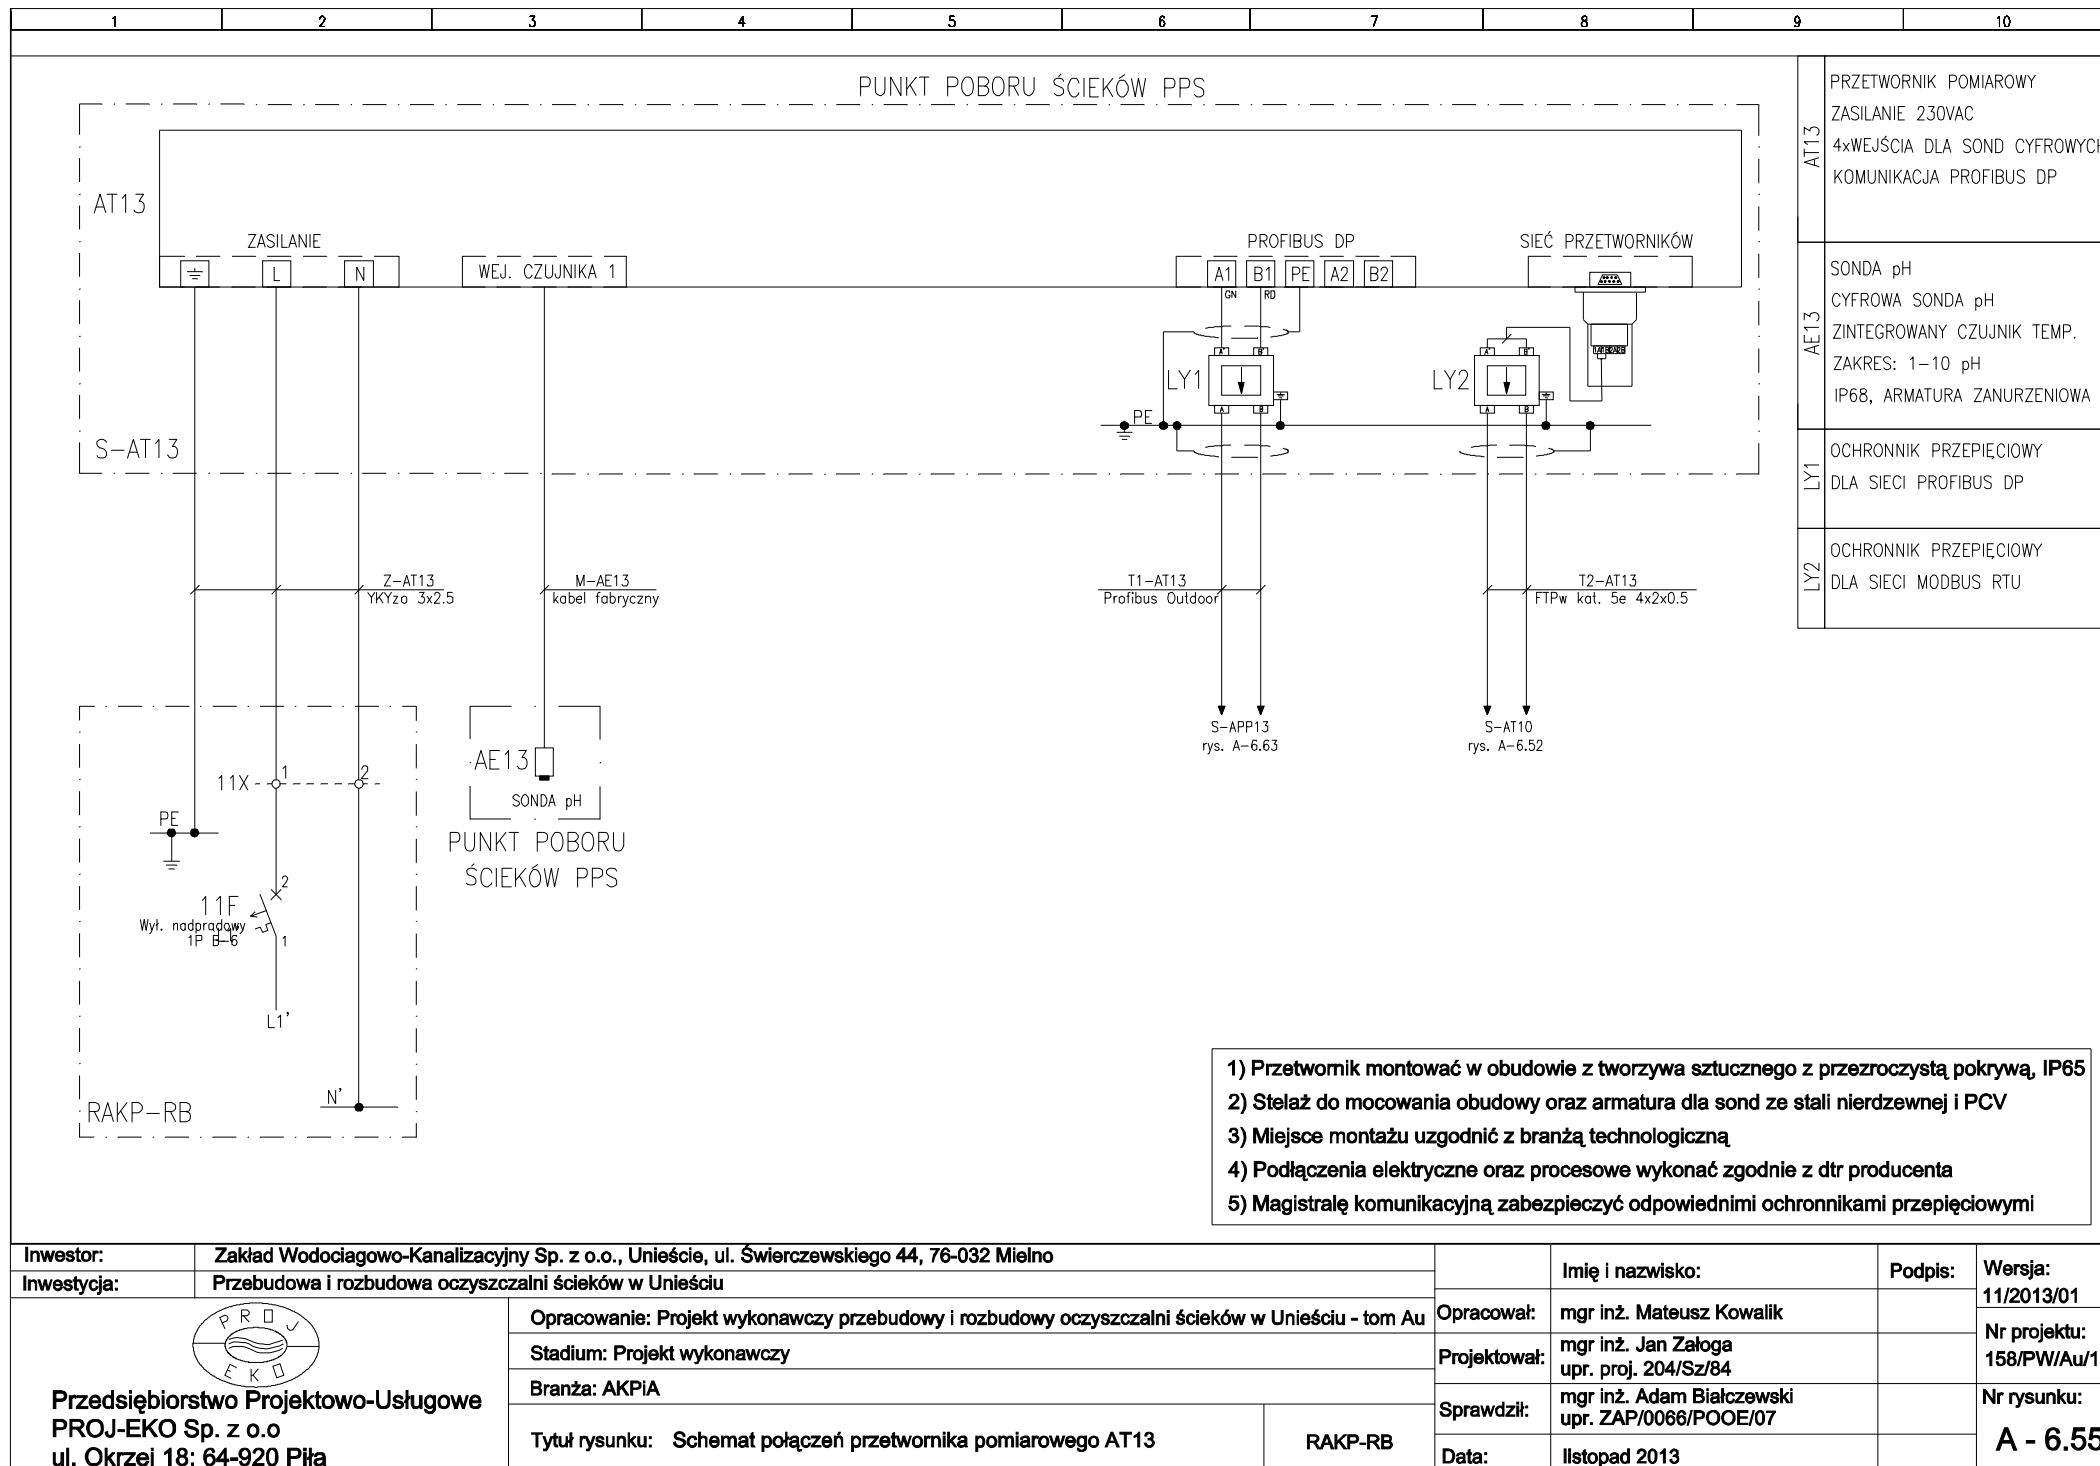 1 2 3 4 5 6 7 8 9 10
PUNKT POBORU ŚCIEKÓW PPS
AT13
ZASILANIE
L N
WEJ. CZUJNIKA 1
PROFIBUS DP
A1 B1 PE A2 B2
GN RD
SIEĆ PRZETWORNIKÓW
A' B'
LY1
A B
A' B'
LY2
A B
PE
S-AT13
Z-AT13
YKYżo 3x2.5
M-AE13
kabel fabryczny
T1-AT13
Profibus Outdoor
T2-AT13
FTPw kat. 5e 4x2x0.5
S-APP13
rys. A-6.63
S-AT10
rys. A-6.52
11X
1
2
PE
2
11F
Wył. nadprądowy
1P B-6
1
L1'
N'
RAKP-RB
AE13
SONDA pH
PUNKT POBORU
ŚCIEKÓW PPS
AT13
PRZETWORNIK POMIAROWY
ZASILANIE 230VAC
4xWEJŚCIA DLA SOND CYFROWYCH
KOMUNIKACJA PROFIBUS DP
AE13
SONDA pH
CYFROWA SONDA pH
ZINTEGROWANY CZUJNIK TEMP.
ZAKRES: 1-10 pH
IP68, ARMATURA ZANURZENIOWA
LY1
OCHRONNIK PRZEPIĘCIOWY
DLA SIECI PROFIBUS DP
LY2
OCHRONNIK PRZEPIĘCIOWY
DLA SIECI MODBUS RTU
1) Przetwornik montować w obudowie z tworzywa sztucznego z przezroczystą pokrywą, IP65
2) Stelaż do mocowania obudowy oraz armatura dla sond ze stali nierdzewnej i PCV
3) Miejsce montażu uzgodnić z branżą technologiczną
4) Podłączenia elektryczne oraz procesowe wykonać zgodnie z dtr producenta
5) Magistralę komunikacyjną zabezpieczyć odpowiednimi ochronnikami przepięciowymi
Inwestor: Zakład Wodociagowo-Kanalizacyjny Sp. z o.o., Unieście, ul. Świerczewskiego 44, 76-032 Mielno
Inwestycja: Przebudowa i rozbudowa oczyszczalni ścieków w Unieściu
PROJ
EKO
Przedsiębiorstwo Projektowo-Usługowe
PROJ-EKO Sp. z o.o
ul. Okrzei 18; 64-920 Piła
Opracowanie: Projekt wykonawczy przebudowy i rozbudowy oczyszczalni ścieków w Unieściu - tom Au
Stadium: Projekt wykonawczy
Branża: AKPiA
Tytuł rysunku: Schemat połączeń przetwornika pomiarowego AT13
RAKP-RB
Imię i nazwisko: Podpis:
Opracował: mgr inż. Mateusz Kowalik
Projektował: mgr inż. Jan Załoga
upr. proj. 204/Sz/84
Sprawdził: mgr inż. Adam Białczewski
upr. ZAP/0066/POOE/07
Data: listopad 2013
Wersja:
11/2013/01
Nr projektu:
158/PW/Au/1
Nr rysunku:
A - 6.55